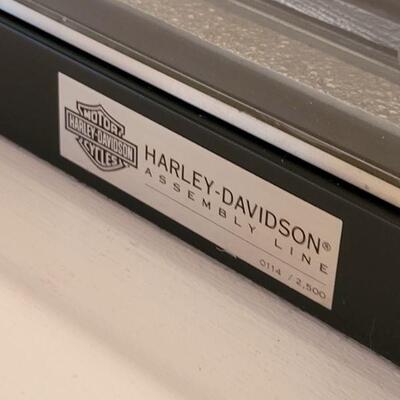 MOTOR
HARLEY-DAVIDSON
CYCLES
HARLEY-DAVIDSON®
ASSEMBLY LINE
0114 / 2,500